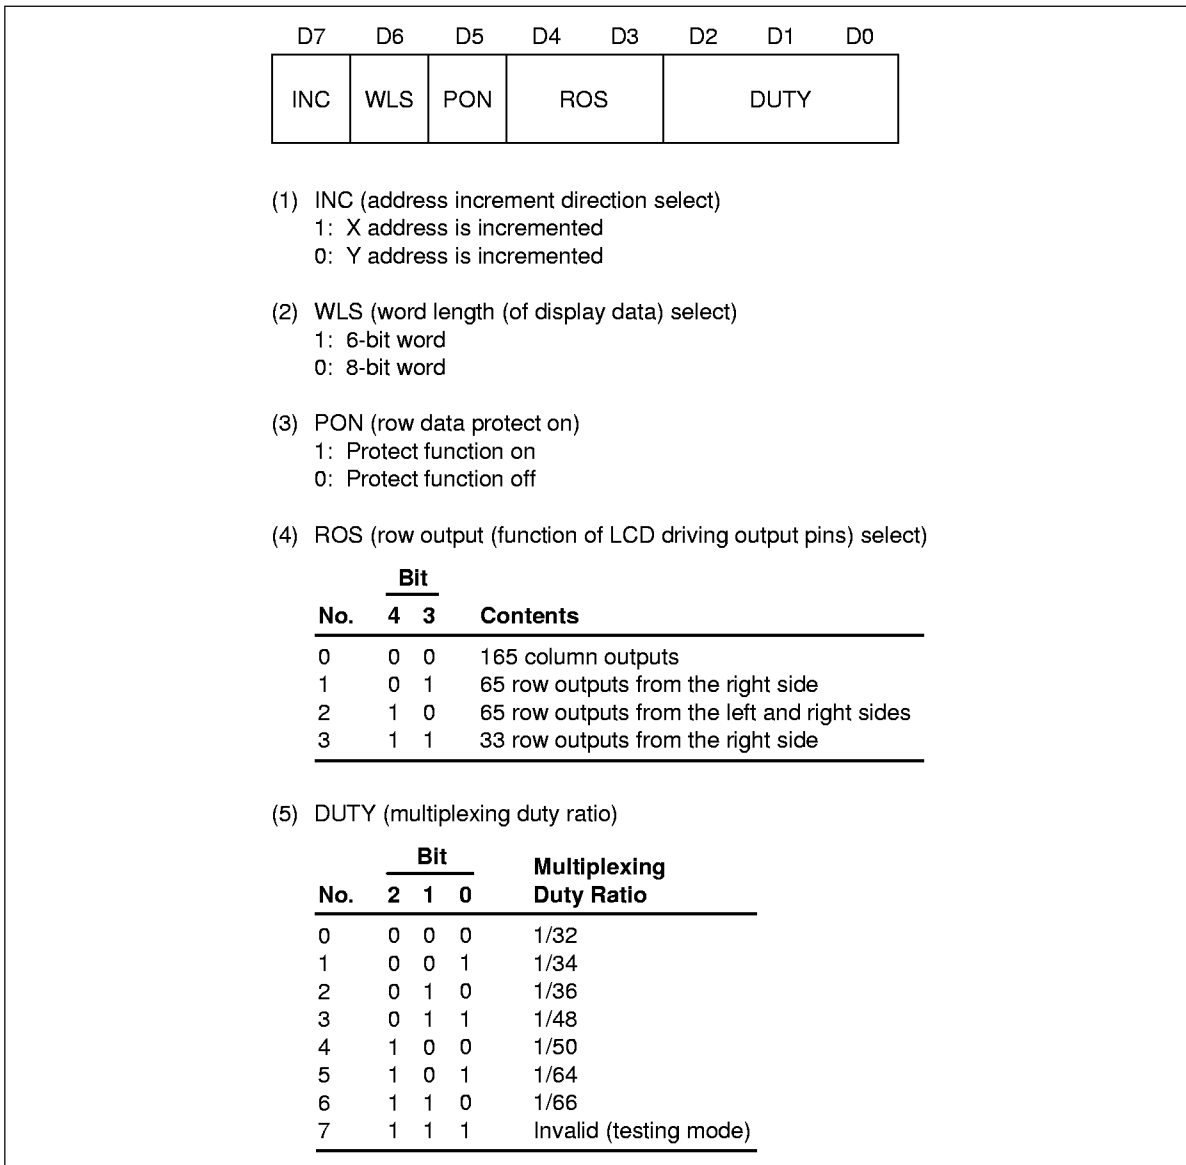 D7 D6 D5 D4 D3 D2 D1 D0
INC WLS PON ROS DUTY
(1) INC (address increment direction select)
1: X address is incremented
0: Y address is incremented
(2) WLS (word length (of display data) select)
1: 6-bit word
0: 8-bit word
(3) PON (row data protect on)
1: Protect function on
0: Protect function off
(4) ROS (row output (function of LCD driving output pins) select)
Bit
No. 4 3 Contents
0 0 0 165 column outputs
1 0 1 65 row outputs from the right side
2 1 0 65 row outputs from the left and right sides
3 1 1 33 row outputs from the right side
(5) DUTY (multiplexing duty ratio)
Bit Multiplexing
No. 2 1 0 Duty Ratio
0 0 0 0 1/32
1 0 0 1 1/34
2 0 1 0 1/36
3 0 1 1 1/48
4 1 0 0 1/50
5 1 0 1 1/64
6 1 1 0 1/66
7 1 1 1 Invalid (testing mode)